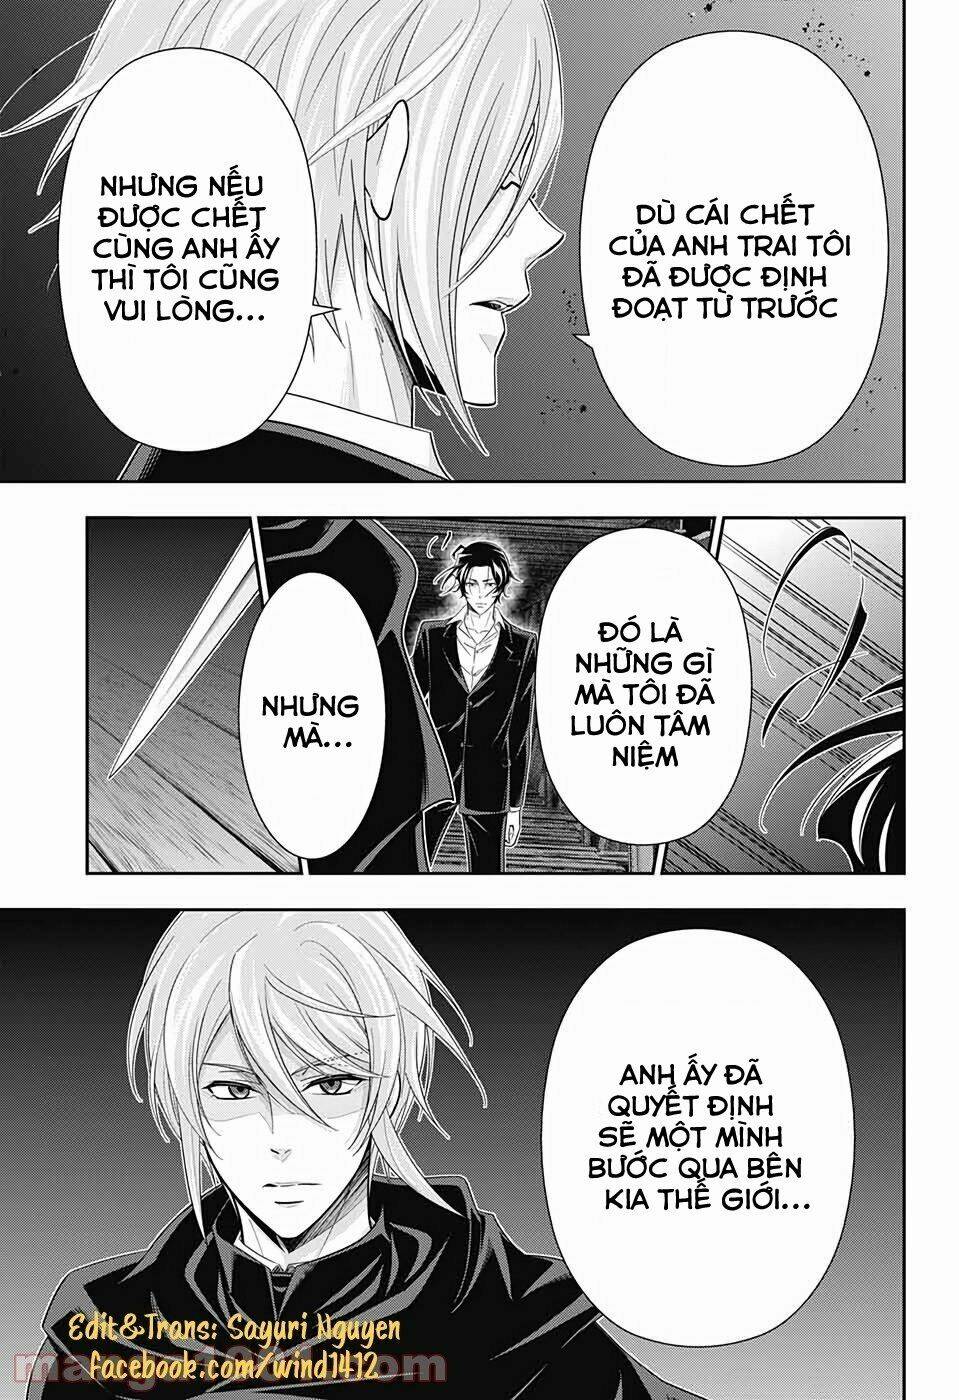 DÙ CÁI CHẾT
CỦA ANH TRAI TÔI
ĐÃ ĐƯỢC ĐỊNH
ĐOẠT TỪ TRƯỚC
NHƯNG NẾU
ĐƯỢC CHẾT
CÙNG ANH ẤY
THÌ TÔI CŨNG
VUI LÒNG...
ĐÓ LÀ
NHỮNG GÌ
MÀ TÔI ĐÃ
LUÔN TÂM
NIỆM
NHƯNG
MÀ...
ANH ẤY ĐÃ
QUYẾT ĐỊNH
SẼ MỘT MÌNH
BƯỚC QUA BÊN
KIA THẾ GIỚI...
Edit&Trans: Sayuri Nguyen
facebook.com/wind1412